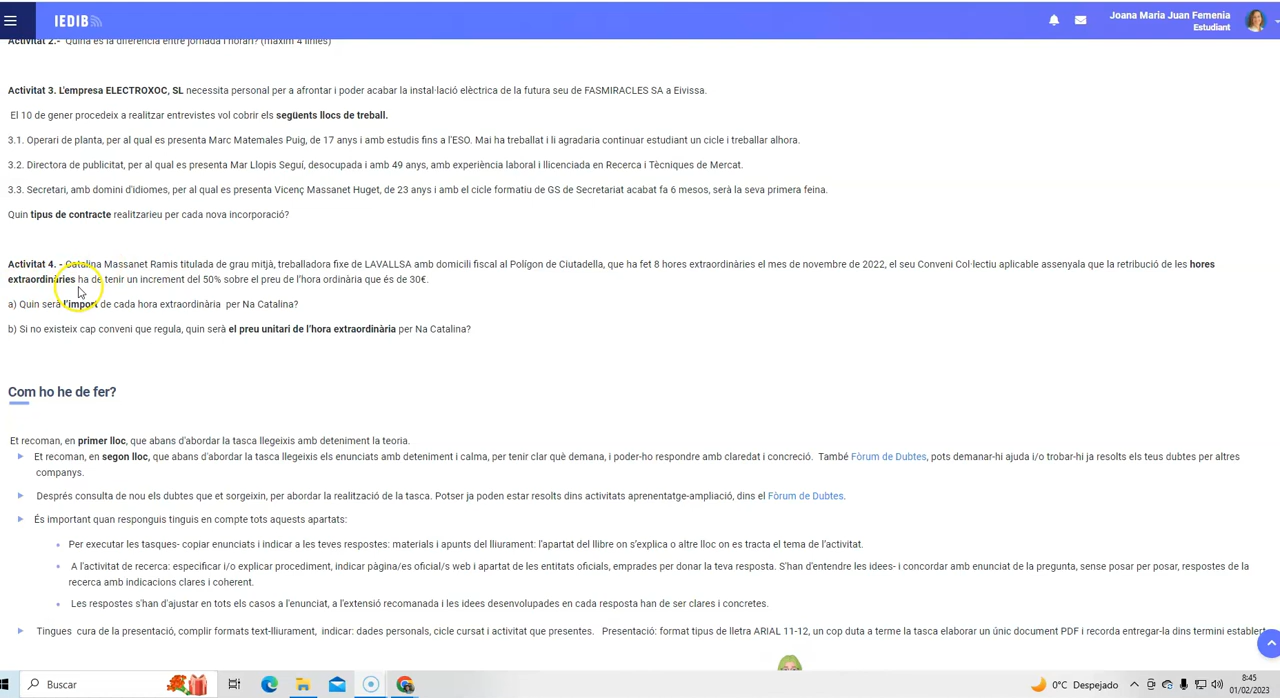 IEDIB
Joana Maria Juan Femenia
Estudiant
Activitat 2.- Quina és la diferència entre jornada i horari? (màxim 4 línies)
Activitat 3. L'empresa ELECTROXOC, SL necessita personal per a afrontar i poder acabar la instal·lació elèctrica de la futura seu de FASMIRACLES SA a Eivissa.
El 10 de gener procedeix a realitzar entrevistes vol cobrir els següents llocs de treball.
3.1. Operari de planta, per al qual es presenta Marc Matemales Puig, de 17 anys i amb estudis fins a l'ESO. Mai ha treballat i li agradaria continuar estudiant un cicle i treballar alhora.
3.2. Directora de publicitat, per al qual es presenta Mar Llopis Seguí, desocupada i amb 49 anys, amb experiència laboral i llicenciada en Recerca i Tècniques de Mercat.
3.3. Secretari, amb domini d'idiomes, per al qual es presenta Vicenç Massanet Huget, de 23 anys i amb el cicle formatiu de GS de Secretariat acabat fa 6 mesos, serà la seva primera feina.
Quin tipus de contracte realitzarieu per cada nova incorporació?
Activitat 4. - Catalina Massanet Ramis titulada de grau mitjà, treballadora fixe de LAVALLSA amb domicili fiscal al Polígon de Ciutadella, que ha fet 8 hores extraordinàries el mes de novembre de 2022, el seu Conveni Col·lectiu aplicable assenyala que la retribució de les hores
extraordinàries ha de tenir un increment del 50% sobre el preu de l'hora ordinària que és de 30€.
a) Quin serà l'import de cada hora extraordinària per Na Catalina?
b) Si no existeix cap conveni que regula, quin serà el preu unitari de l'hora extraordinària per Na Catalina?
Com ho he de fer?
Et recoman, en primer lloc, que abans d'abordar la tasca llegeixis amb deteniment la teoria.
Et recoman, en segon lloc, que abans d'abordar la tasca llegeixis els enunciats amb deteniment i calma, per tenir clar què demana, i poder-ho respondre amb claredat i concreció. També Fòrum de Dubtes, pots demanar-hi ajuda i/o trobar-hi ja resolts els teus dubtes per altres
companys.
Després consulta de nou els dubtes que et sorgeixin, per abordar la realització de la tasca. Potser ja poden estar resolts dins activitats aprenentatge-ampliació, dins el Fòrum de Dubtes.
És important quan responguis tinguis en compte tots aquests apartats:
Per executar les tasques- copiar enunciats i indicar a les teves respostes: materials i apunts del lliurament: l'apartat del llibre on s'explica o altre lloc on es tracta el tema de l'activitat.
A l'activitat de recerca: especificar i/o explicar procediment, indicar pàgina/es oficial/s web i apartat de les entitats oficials, emprades per donar la teva resposta. S'han d'entendre les idees- i concordar amb enunciat de la pregunta, sense posar per posar, respostes de la
recerca amb indicacions clares i coherent.
Les respostes s'han d'ajustar en tots els casos a l'enunciat, a l'extensió recomanada i les idees desenvolupades en cada resposta han de ser clares i concretes.
Tingues cura de la presentació, complir formats text-lliurament, indicar: dades personals, cicle cursat i activitat que presentes. Presentació: format tipus de lletra ARIAL 11-12, un cop duta a terme la tasca elaborar un únic document PDF i recorda entregar-la dins termini establert.
Buscar
0°C Despejado
8:45
01/02/2023